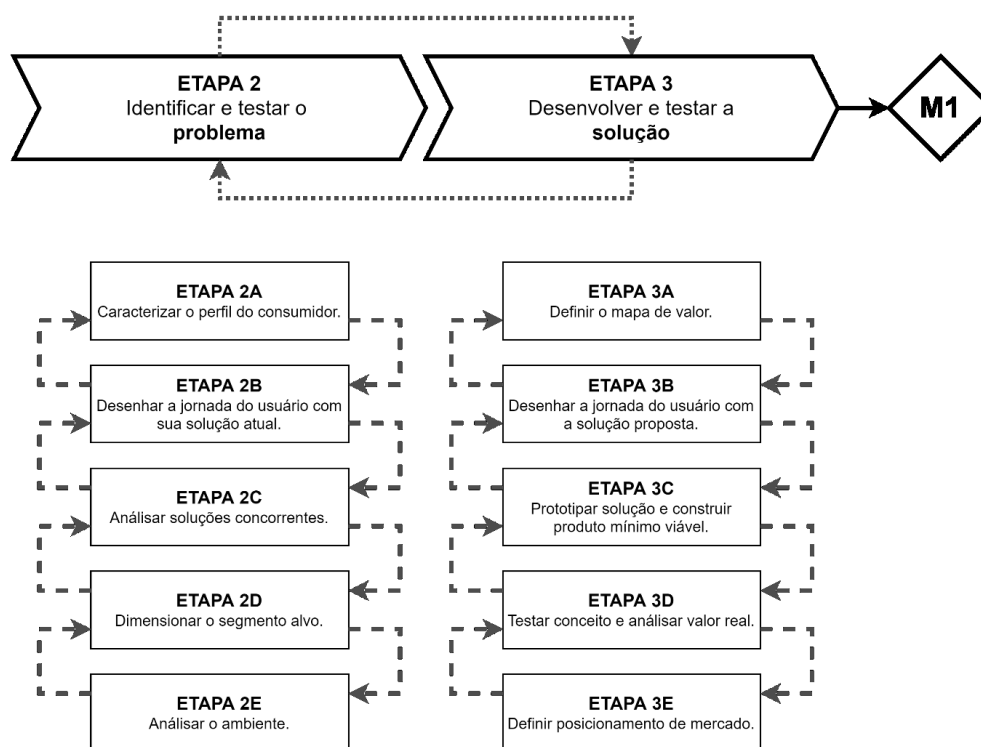 ETAPA 2
Identificar e testar o
problema
ETAPA 3
Desenvolver e testar a
solução
M1
ETAPA 2A
Caracterizar o perfil do consumidor.
ETAPA 2B
Desenhar a jornada do usuário com
sua solução atual.
ETAPA 2C
Análisar soluções concorrentes.
ETAPA 2D
Dimensionar o segmento alvo.
ETAPA 2E
Análisar o ambiente.
ETAPA 3A
Definir o mapa de valor.
ETAPA 3B
Desenhar a jornada do usuário com
a solução proposta.
ETAPA 3C
Prototipar solução e construir
produto mínimo viável.
ETAPA 3D
Testar conceito e análisar valor real.
ETAPA 3E
Definir posicionamento de mercado.